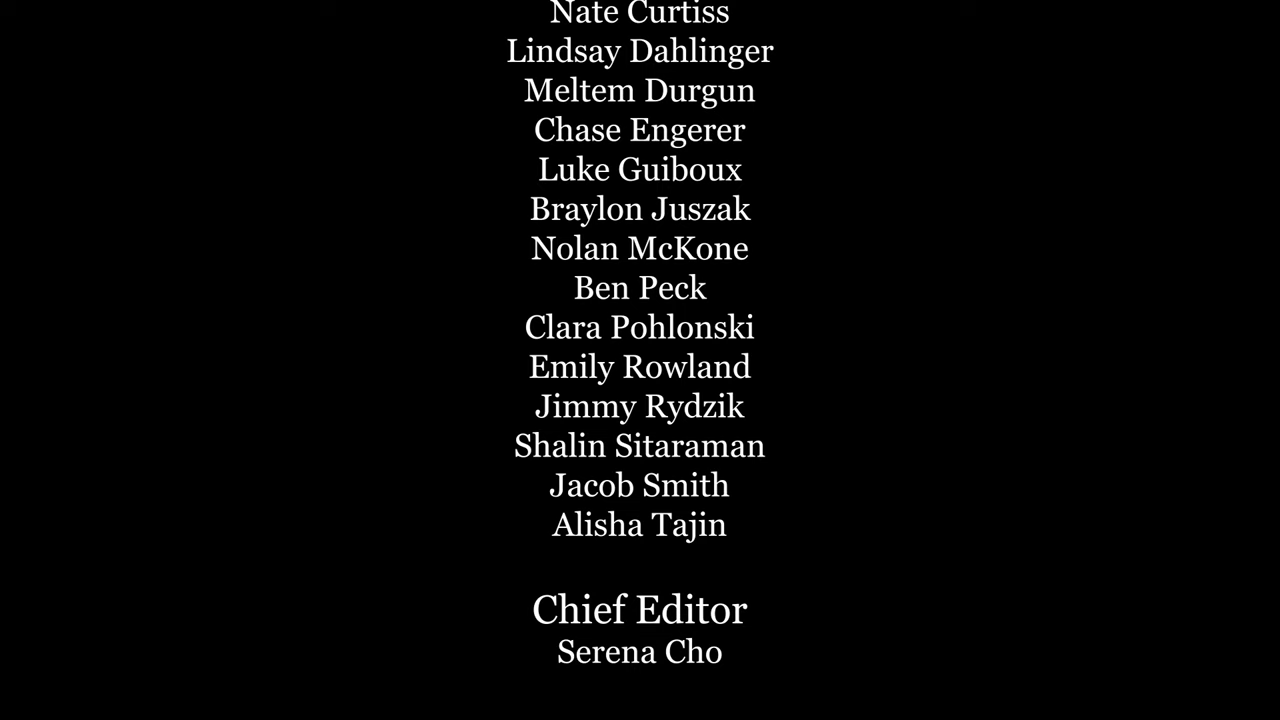 Nate Curtiss
Lindsay Dahlinger
Meltem Durgun
Chase Engerer
Luke Guiboux
Braylon Juszak
Nolan McKone
Ben Peck
Clara Pohlonski
Emily Rowland
Jimmy Rydzik
Shalin Sitaraman
Jacob Smith
Alisha Tajin
Chief Editor
Serena Cho